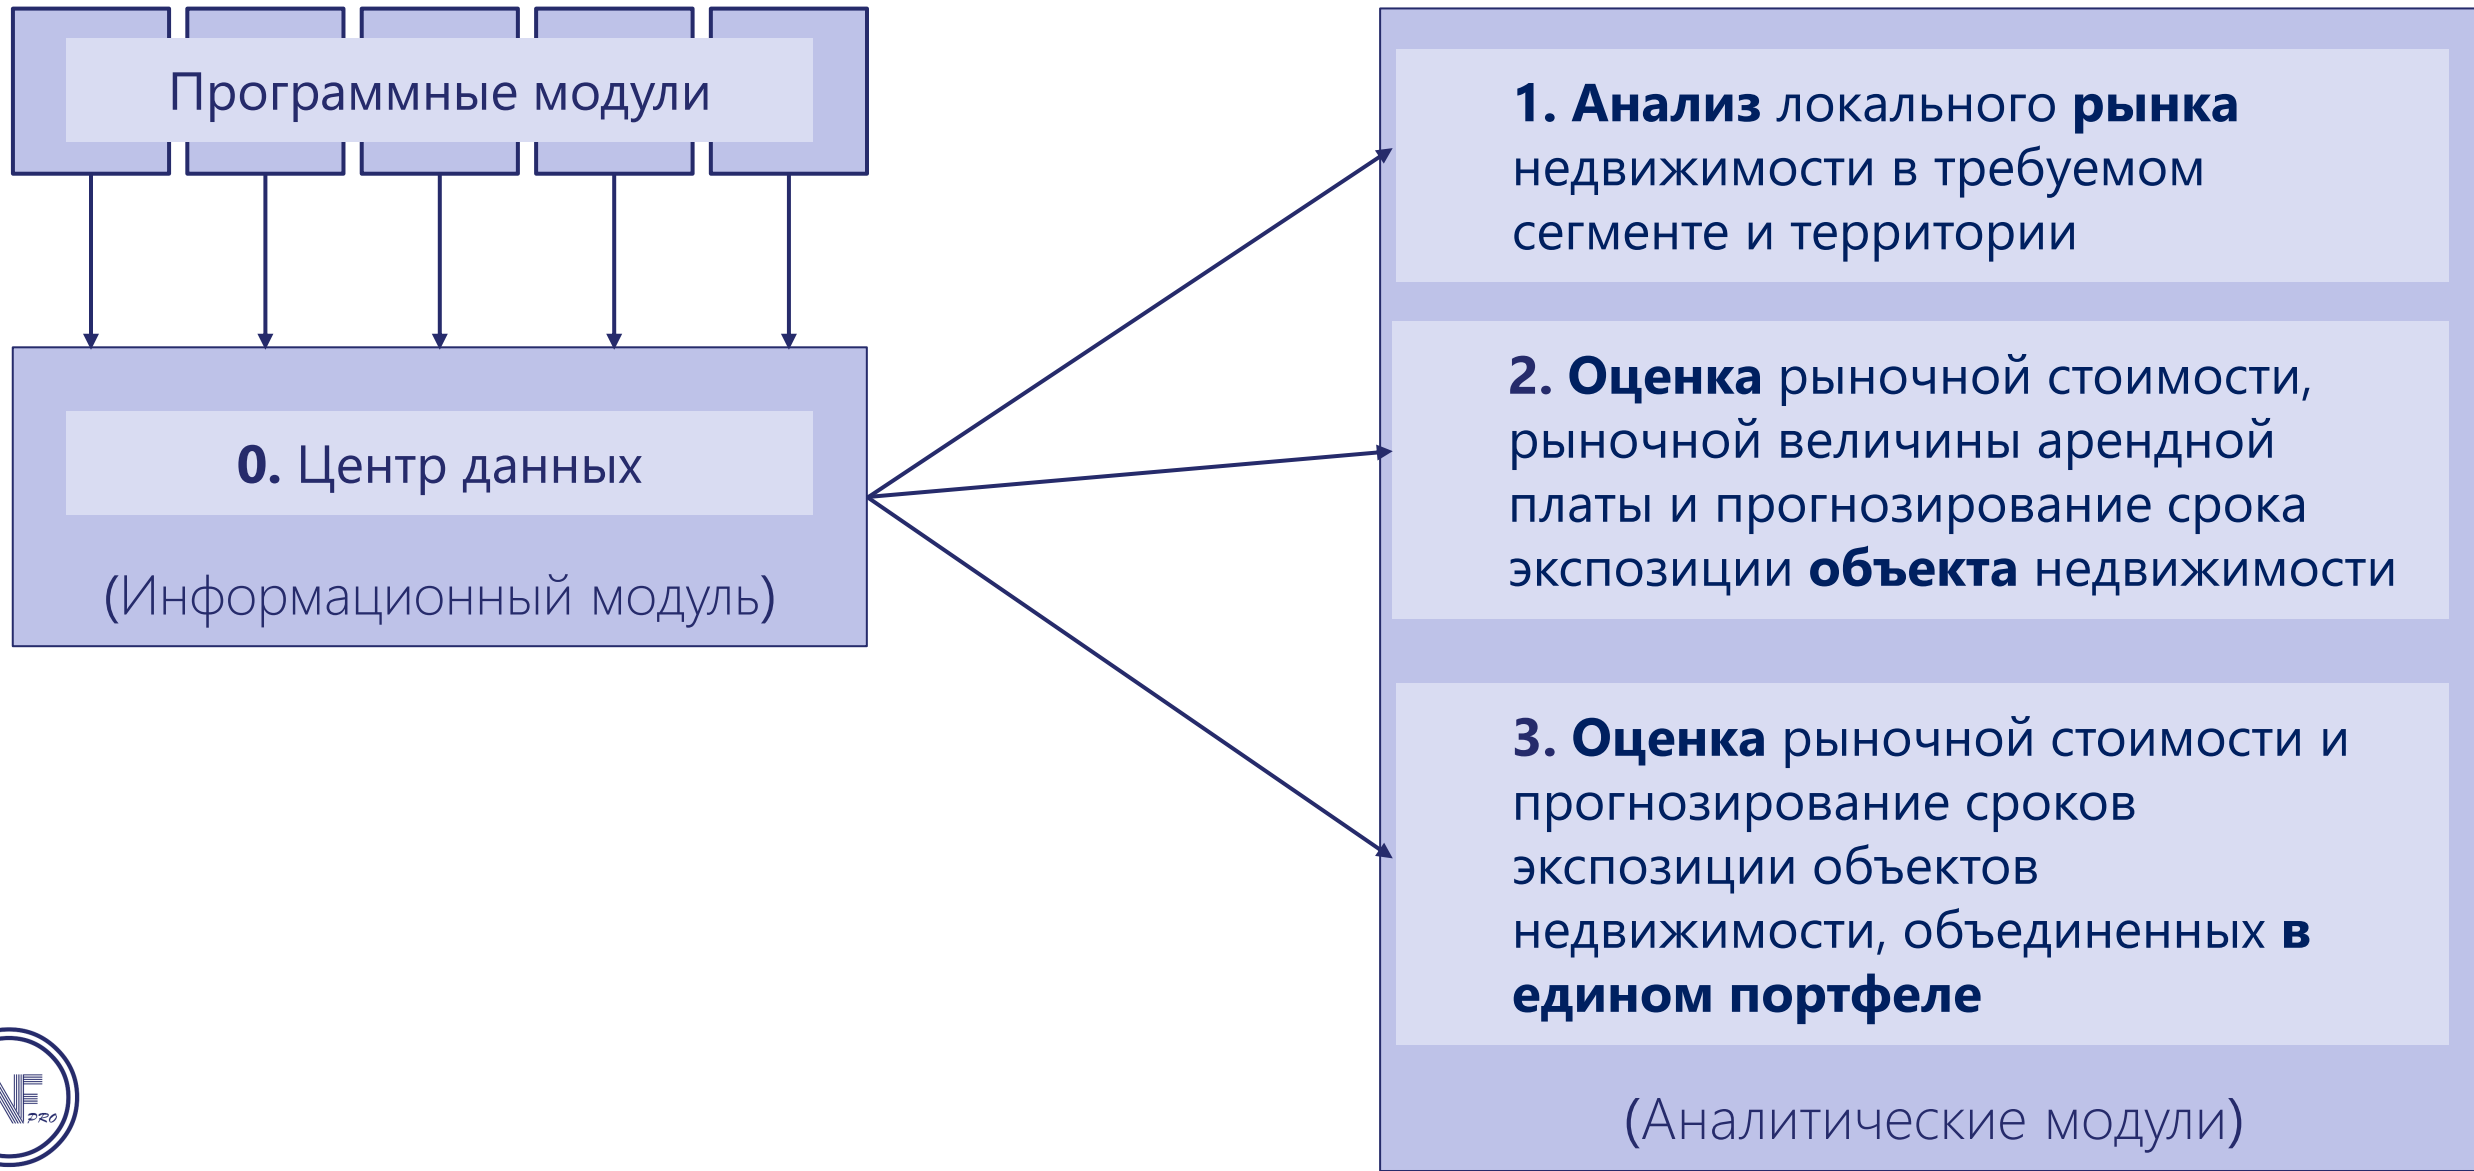 Программные модули
0. Центр данных
(Информационный модуль)
1. Анализ локального рынка
недвижимости в требуемом
сегменте и территории
2. Оценка рыночной стоимости,
рыночной величины арендной
платы и прогнозирование срока
экспозиции объекта недвижимости
3. Оценка рыночной стоимости и
прогнозирование сроков
экспозиции объектов
недвижимости, объединенных в
едином портфеле
(Аналитические модули)
PRO